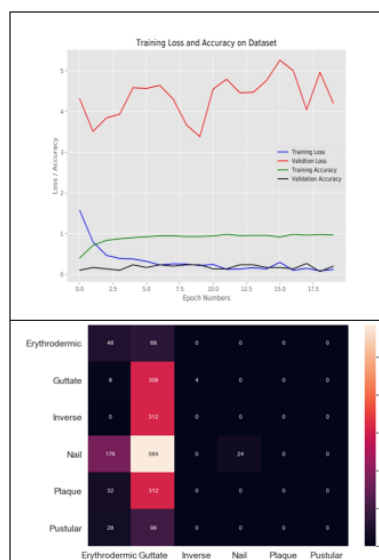 Training Loss and Accuracy on Dataset
Loss / Accuracy
5
4
3
2
1
0
Training Loss
Validtion Loss
Training Accuracy
Validation Accuracy
0.0 2.5 5.0 7.5 10.0 12.5 15.0 17.5
Epoch Numbers
Erythrodermic 48 68 0 0 0 0
Guttate 8 308 4 0 0 0
Inverse 0 312 0 0 0 0
Nail 176 584 0 24 0 0
Plaque 32 312 0 0 0 0
Pustular 28 96 0 0 0 0
Erythrodermic Guttate Inverse Nail Plaque Pustular